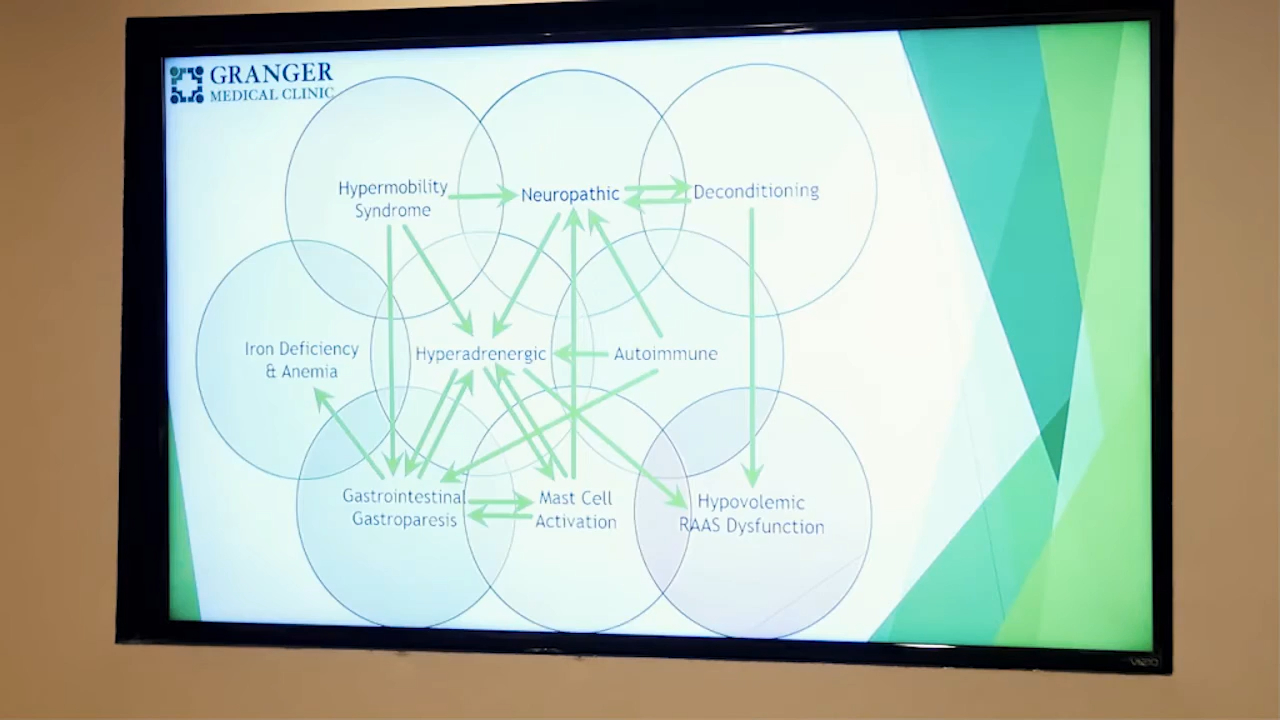 GRANGER
MEDICAL CLINIC
Hypermobility
Syndrome
Neuropathic
Deconditioning
Iron Deficiency
& Anemia
Hyperadrenergic
Autoimmune
Gastrointestinal
Gastroparesis
Mast Cell
Activation
Hypovolemic
RAAS Dysfunction
VIZIO